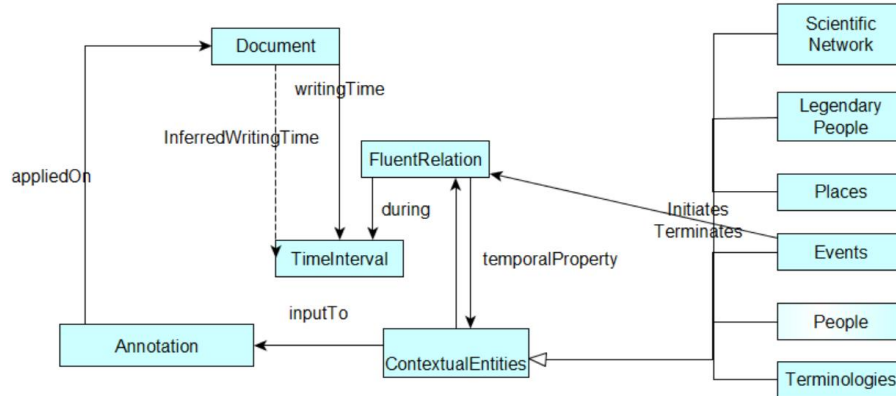 Scientific
Network
Document
writingTime
Legendary
People
InferredWritingTime
FluentRelation
appliedOn
Places
during
Initiates
Terminates
Events
TimeInterval
temporalProperty
inputTo
People
Annotation
ContextualEntities
Terminologies